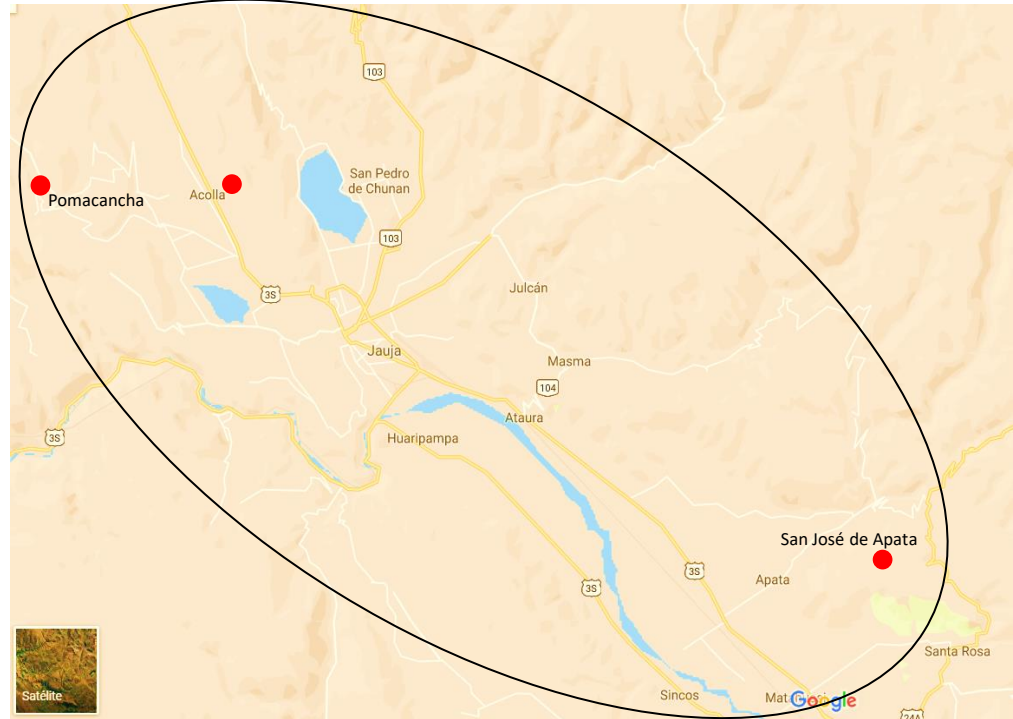 103
San Pedro
de Chunan
Pomacancha
Acolla
103
3S
Julcán
Jauja
Masma
104
Ataura
3S
Huaripampa
San José de Apata
3S
Apata
3S
Santa Rosa
Satélite
Sincos
Google
24A